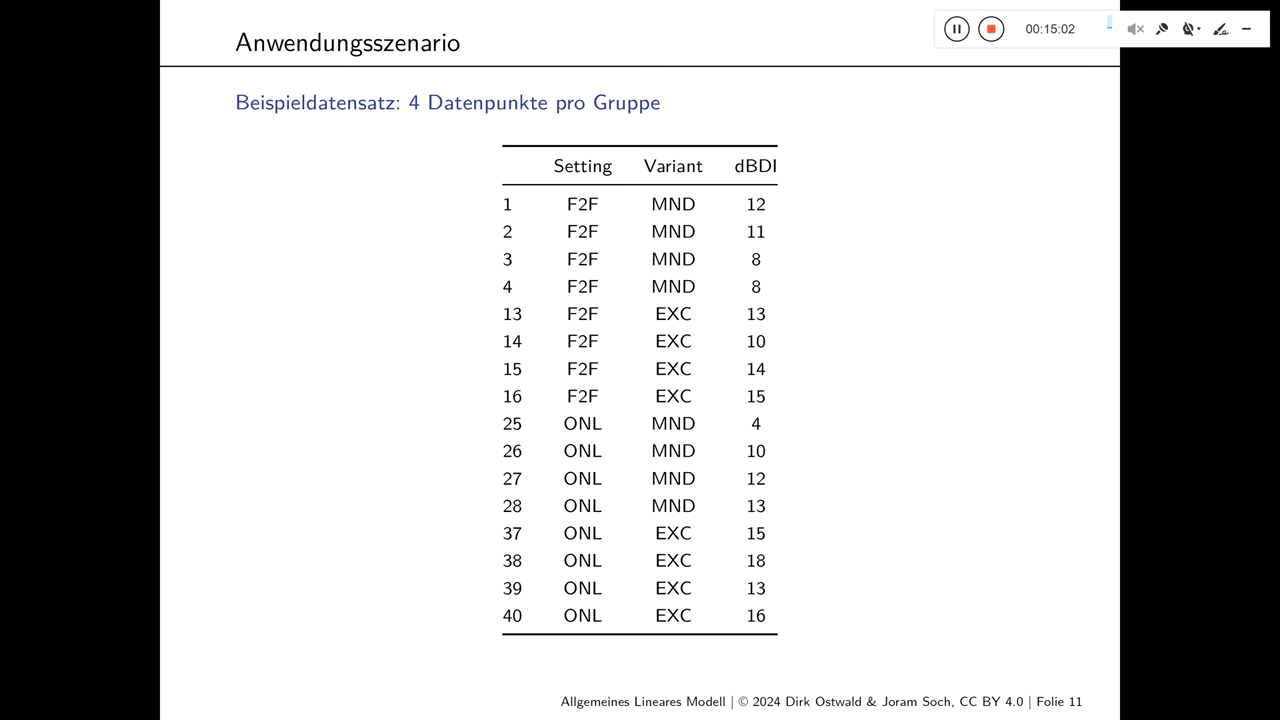 Anwendungsszenario
00:15:02
Beispieldatensatz: 4 Datenpunkte pro Gruppe
Setting Variant dBDI
1 F2F MND 12
2 F2F MND 11
3 F2F MND 8
4 F2F MND 8
13 F2F EXC 13
14 F2F EXC 10
15 F2F EXC 14
16 F2F EXC 15
25 ONL MND 4
26 ONL MND 10
27 ONL MND 12
28 ONL MND 13
37 ONL EXC 15
38 ONL EXC 18
39 ONL EXC 13
40 ONL EXC 16
Allgemeines Lineares Modell | © 2024 Dirk Ostwald & Joram Soch, CC BY 4.0 | Folie 11